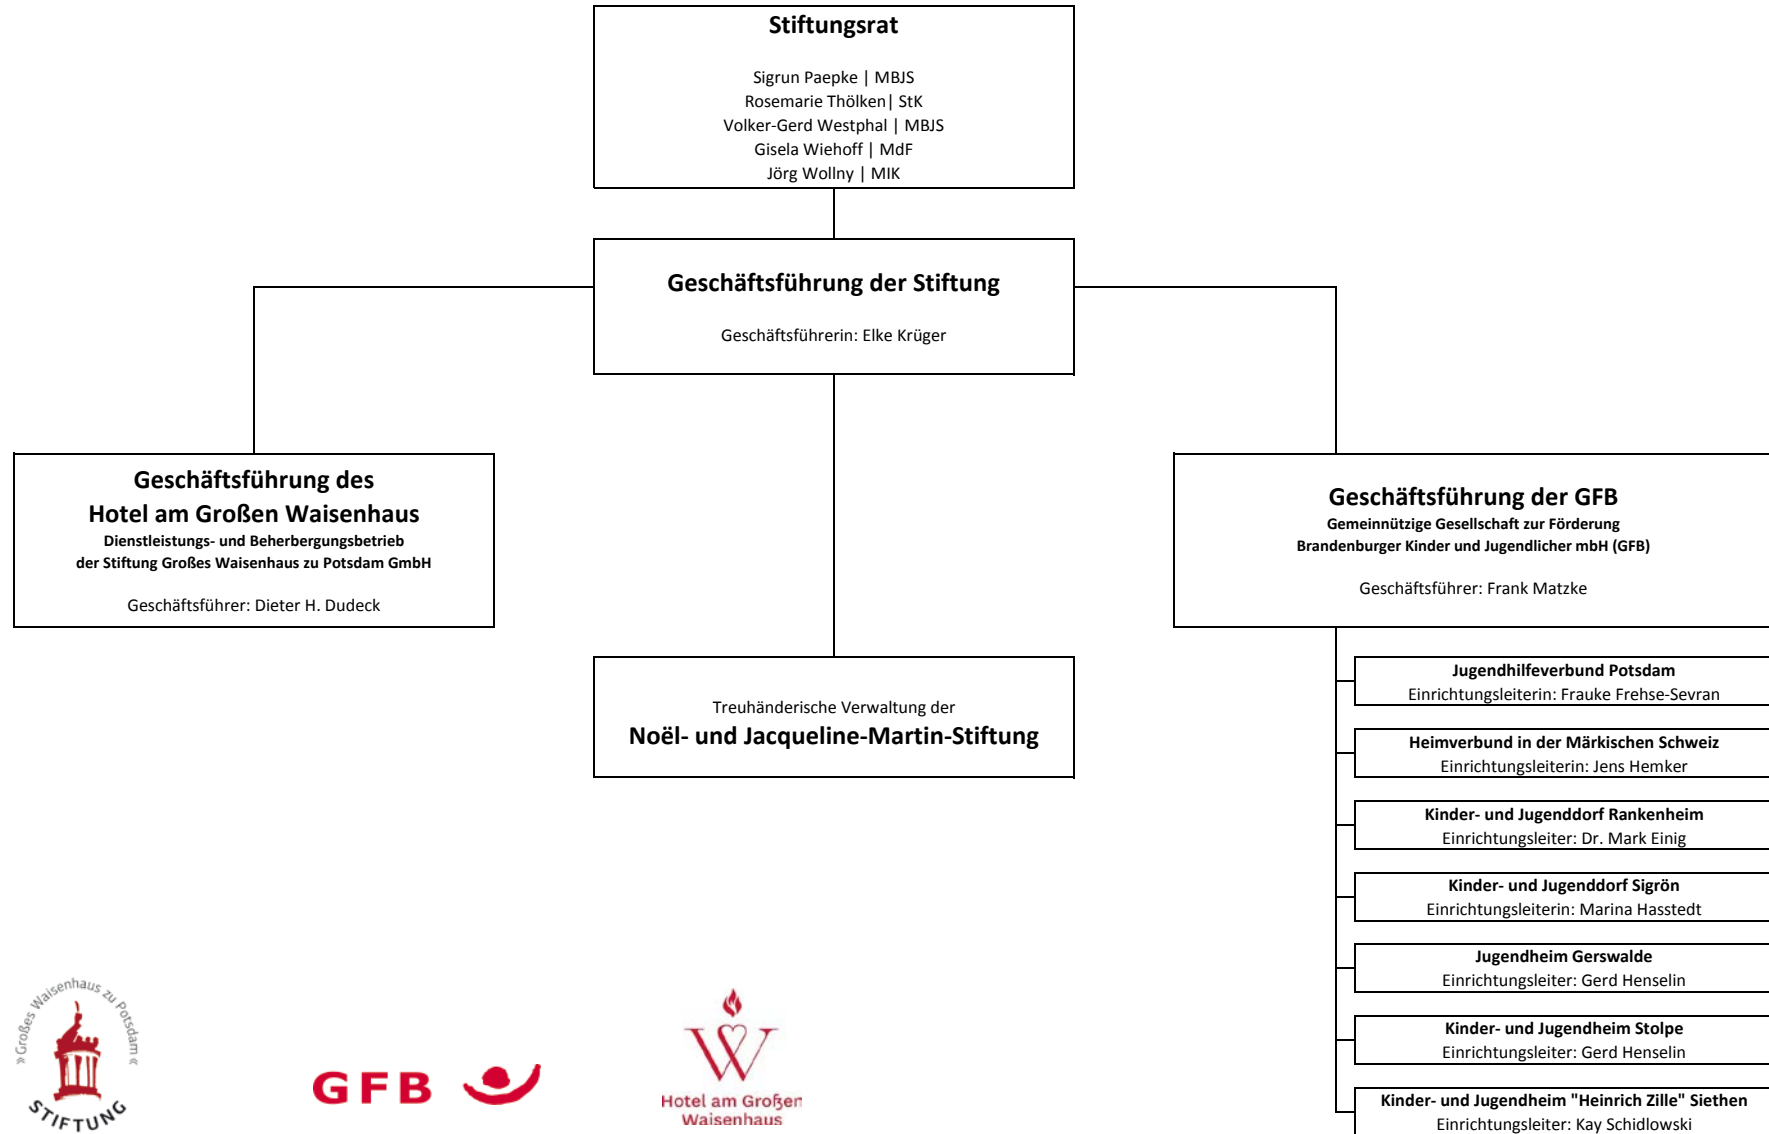 Stiftungsrat
Sigrun Paepke | MBJS
Rosemarie Thölken| StK
Volker-Gerd Westphal | MBJS
Gisela Wiehoff | MdF
Jörg Wollny | MIK
Geschäftsführung der Stiftung
Geschäftsführerin: Elke Krüger
Geschäftsführung des
Hotel am Großen Waisenhaus
Dienstleistungs- und Beherbergungsbetrieb
der Stiftung Großes Waisenhaus zu Potsdam GmbH
Geschäftsführer: Dieter H. Dudeck
Geschäftsführung der GFB
Gemeinnützige Gesellschaft zur Förderung
Brandenburger Kinder und Jugendlicher mbH (GFB)
Geschäftsführer: Frank Matzke
Treuhänderische Verwaltung der
Noël- und Jacqueline-Martin-Stiftung
Jugendhilfeverbund Potsdam
Einrichtungsleiterin: Frauke Frehse-Sevran
Heimverbund in der Märkischen Schweiz
Einrichtungsleiterin: Jens Hemker
Kinder- und Jugenddorf Rankenheim
Einrichtungsleiter: Dr. Mark Einig
Kinder- und Jugenddorf Sigrön
Einrichtungsleiterin: Marina Hasstedt
Jugendheim Gerswalde
Einrichtungsleiter: Gerd Henselin
Kinder- und Jugendheim Stolpe
Einrichtungsleiter: Gerd Henselin
Kinder- und Jugendheim "Heinrich Zille" Siethen
Einrichtungsleiter: Kay Schidlowski
»Großes Waisenhaus zu Potsdam«
STIFTUNG
GFB
W
Hotel am Großen
Waisenhaus